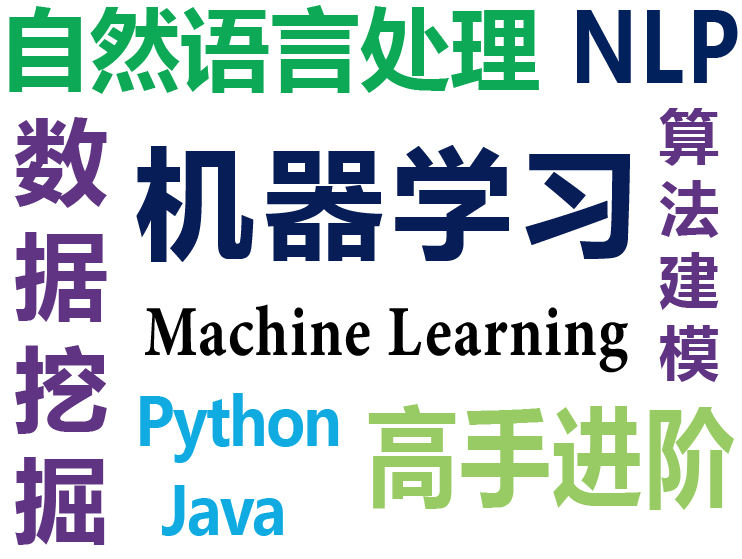 自然语言处理
NLP
数据挖掘
机器学习
算法建模
Machine Learning
Python
高手进阶
Java